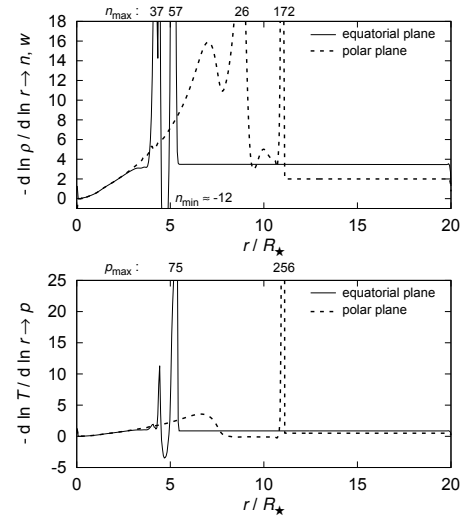 n_max : 37 57 26 172
18
16
14
12
10
8
6
4
2
0
equatorial plane
polar plane
n_min ≈ -12
- d ln ρ / d ln r → n, w
0 5 10 15 20
r / R★
p_max : 75 256
25
20
15
10
5
0
-5
equatorial plane
polar plane
- d ln T / d ln r → p
0 5 10 15 20
r / R★